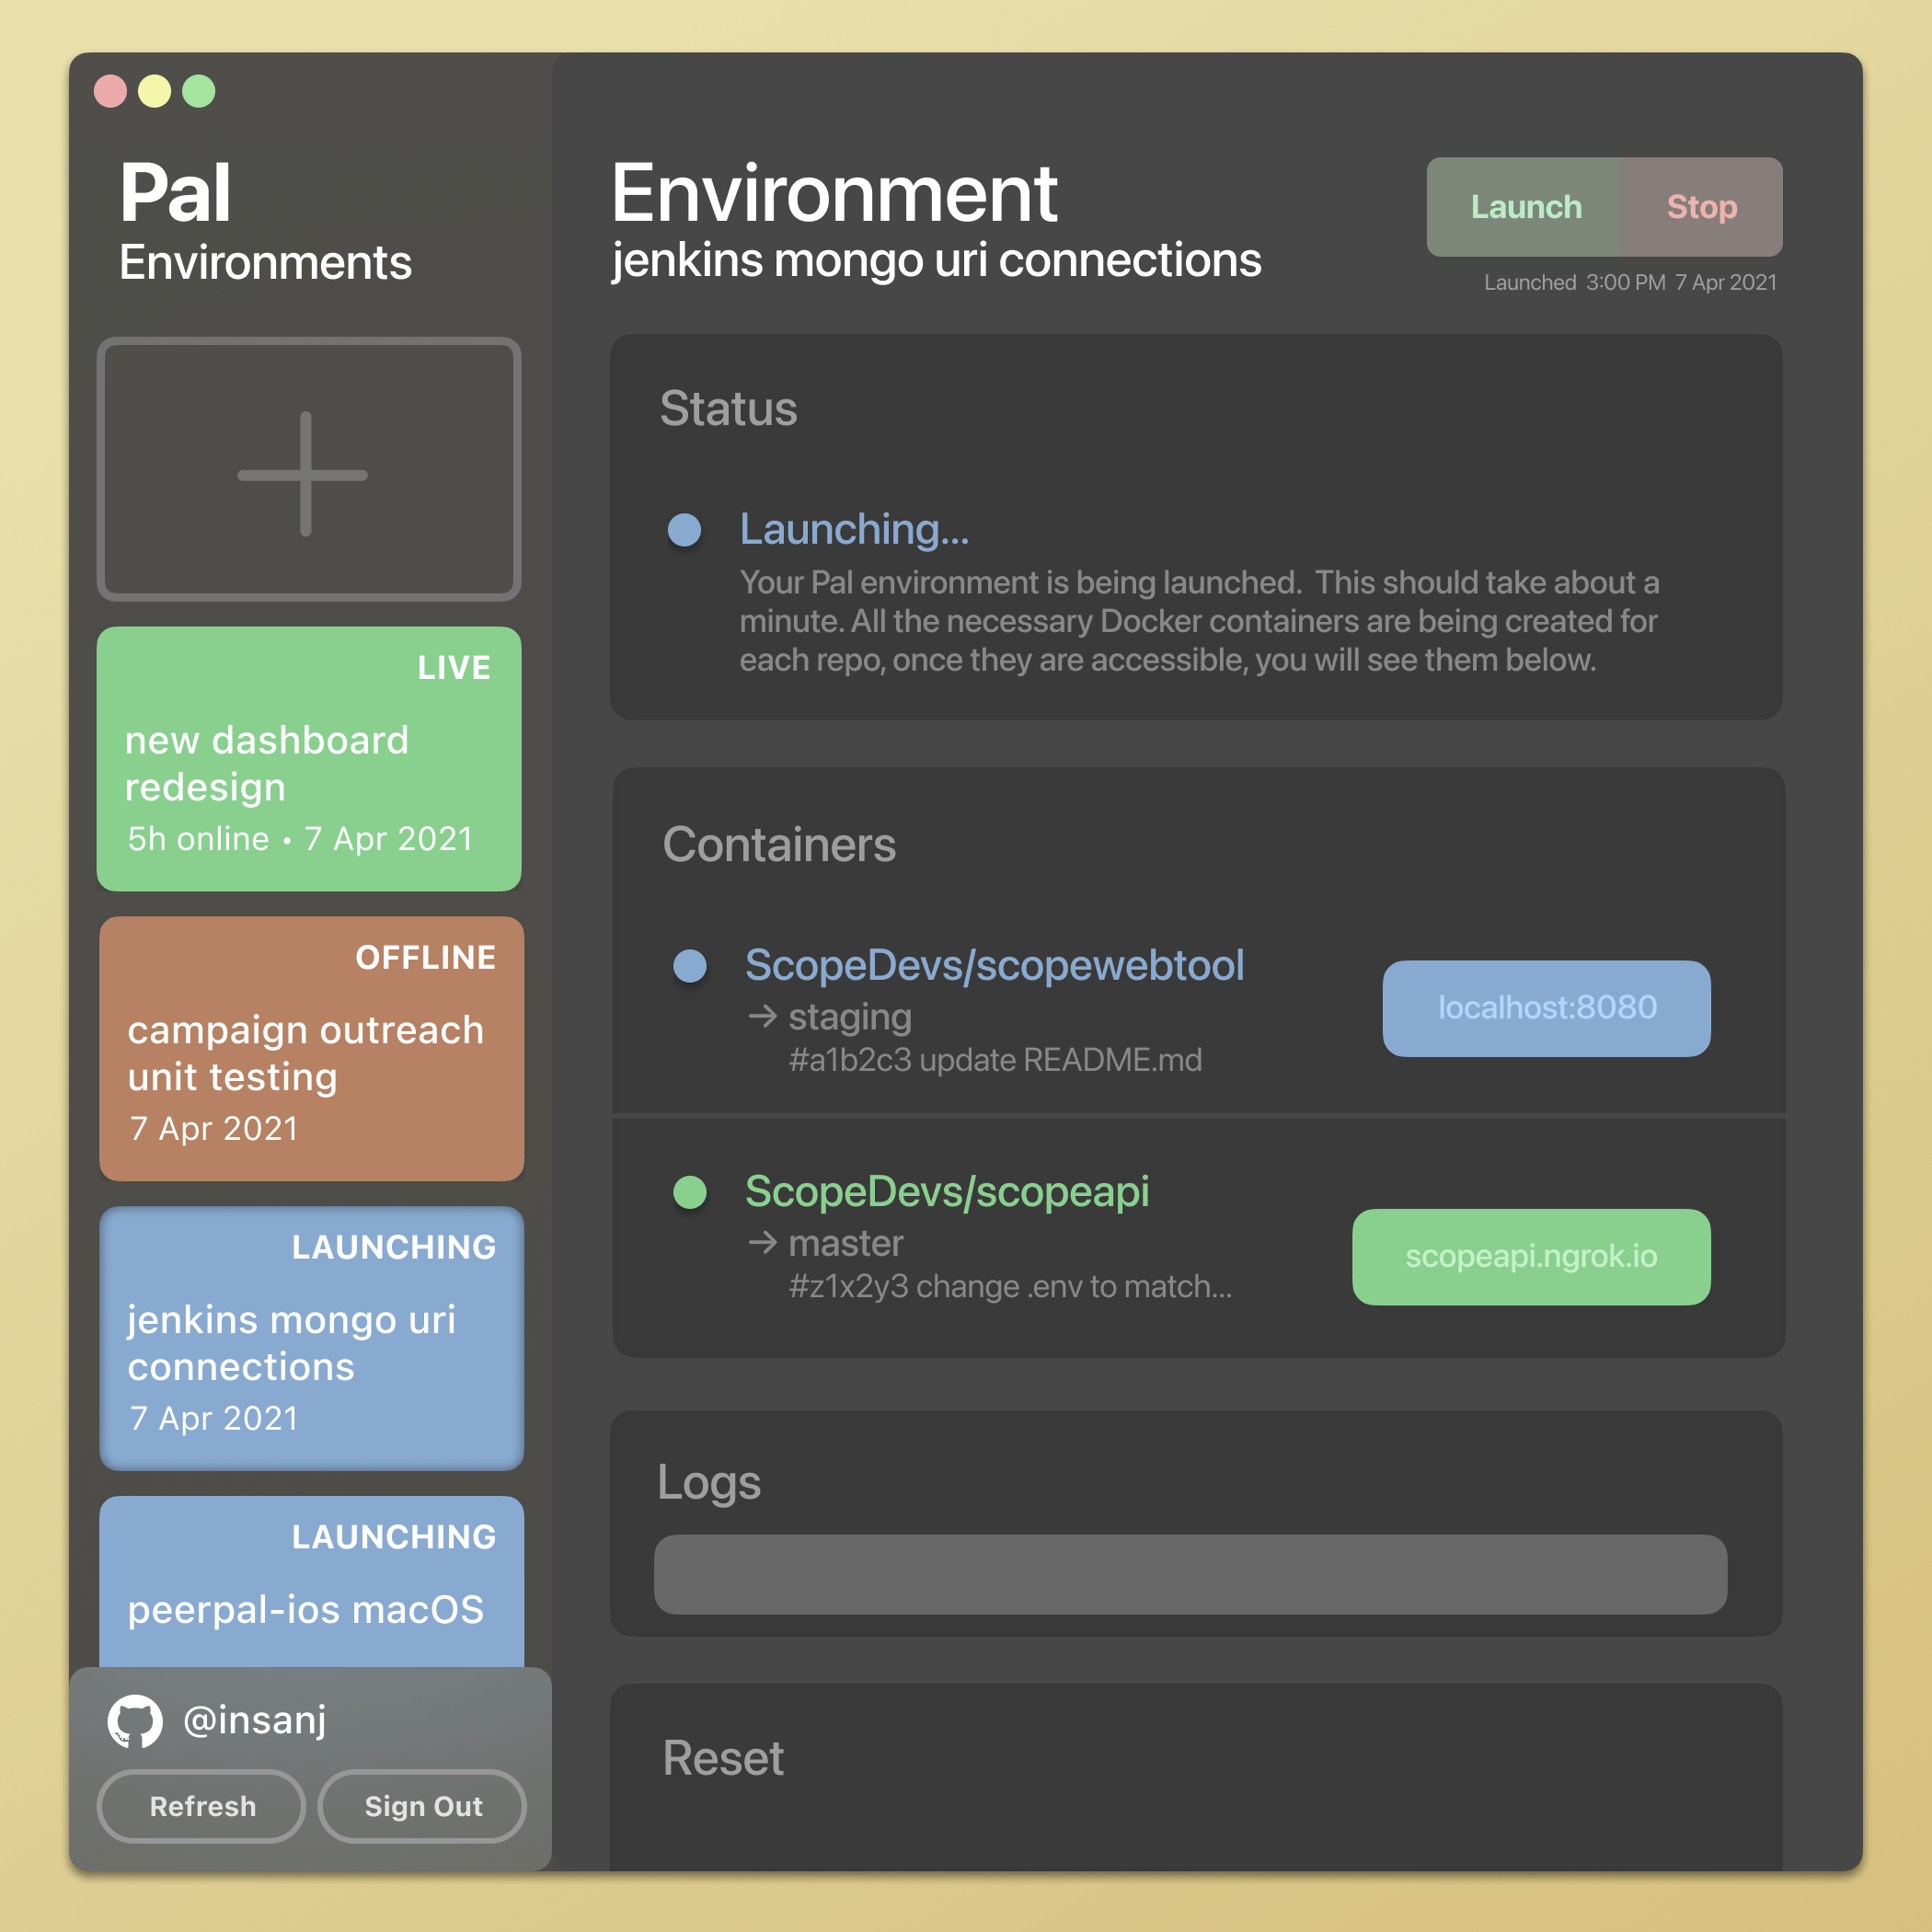 Pal
Environments
LIVE
new dashboard
redesign
5h online • 7 Apr 2021
OFFLINE
campaign outreach
unit testing
7 Apr 2021
LAUNCHING
jenkins mongo uri
connections
7 Apr 2021
LAUNCHING
peerpal-ios macOS
@insanj
Refresh
Sign Out
Environment
jenkins mongo uri connections
Launch
Stop
Launched 3:00 PM 7 Apr 2021
Status
Launching...
Your Pal environment is being launched. This should take about a
minute. All the necessary Docker containers are being created for
each repo, once they are accessible, you will see them below.
Containers
ScopeDevs/scopewebtool
→ staging
#a1b2c3 update README.md
localhost:8080
ScopeDevs/scopeapi
→ master
#z1x2y3 change .env to match...
scopeapi.ngrok.io
Logs
Reset